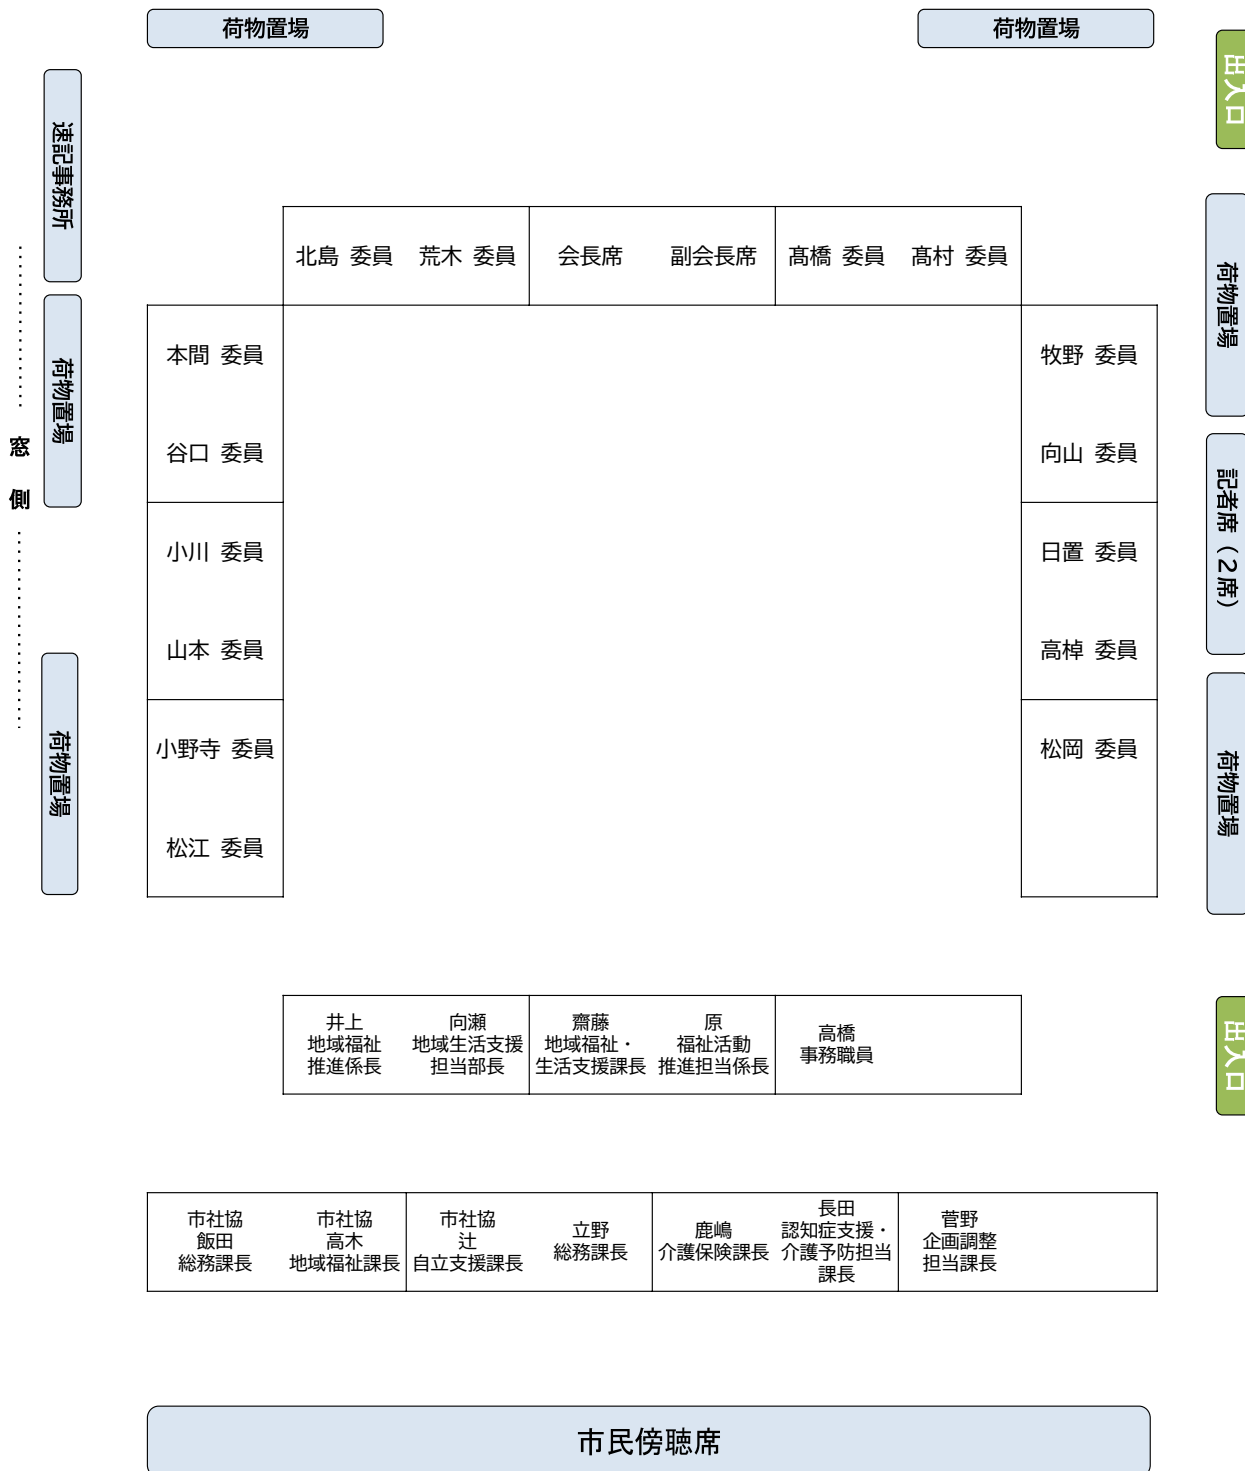 荷物置場
荷物置場
出入口
速記事務所
荷物置場
北島 委員
荒木 委員
会長席
副会長席
髙橋 委員
髙村 委員
荷物置場
窓側
本間 委員
牧野 委員
谷口 委員
向山 委員
記者席（２席）
小川 委員
日置 委員
山本 委員
高棹 委員
荷物置場
小野寺 委員
松岡 委員
荷物置場
松江 委員
井上
地域福祉
推進係長
向瀬
地域生活支援
担当部長
齋藤
地域福祉・
生活支援課長
原
福祉活動
推進担当係長
高橋
事務職員
出入口
市社協
飯田
総務課長
市社協
高木
地域福祉課長
市社協
辻
自立支援課長
立野
総務課長
鹿嶋
介護保険課長
長田
認知症支援・
介護予防担当
課長
菅野
企画調整
担当課長
市民傍聴席